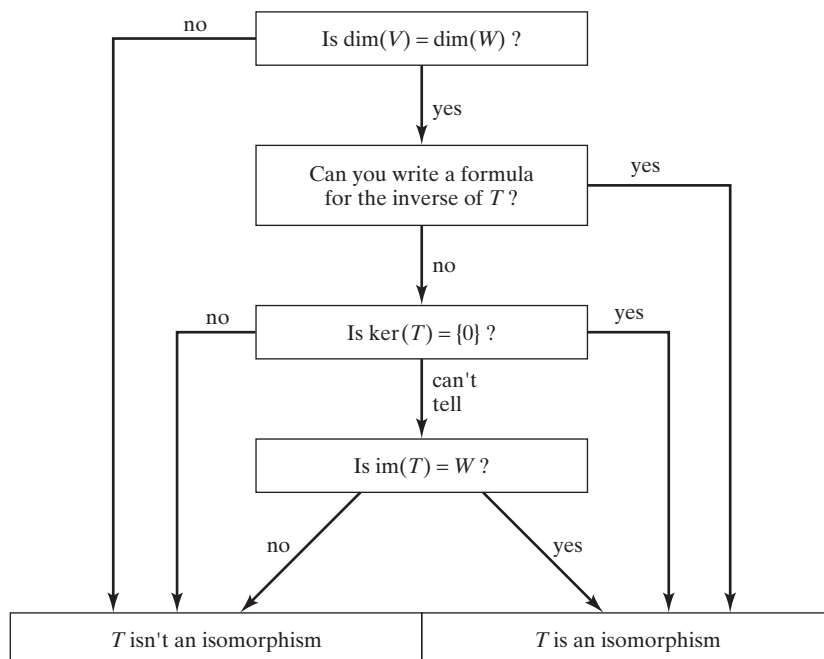 no
Is dim(V) = dim(W) ?
yes
Can you write a formula
for the inverse of T ?
yes
no
no
Is ker(T) = {0} ?
yes
can't
tell
Is im(T) = W ?
no
yes
T isn't an isomorphism
T is an isomorphism